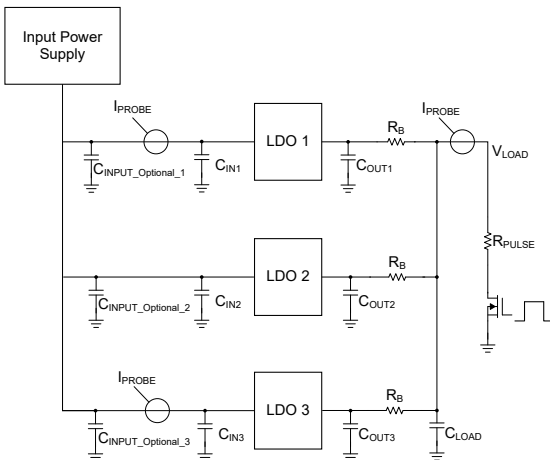 Input Power
Supply
IPROBE
LDO 1
RB
IPROBE
VLOAD
CINPUT_Optional_1
CIN1
COUT1
RPULSE
LDO 2
RB
CINPUT_Optional_2
CIN2
COUT2
IPROBE
LDO 3
RB
CINPUT_Optional_3
CIN3
COUT3
CLOAD